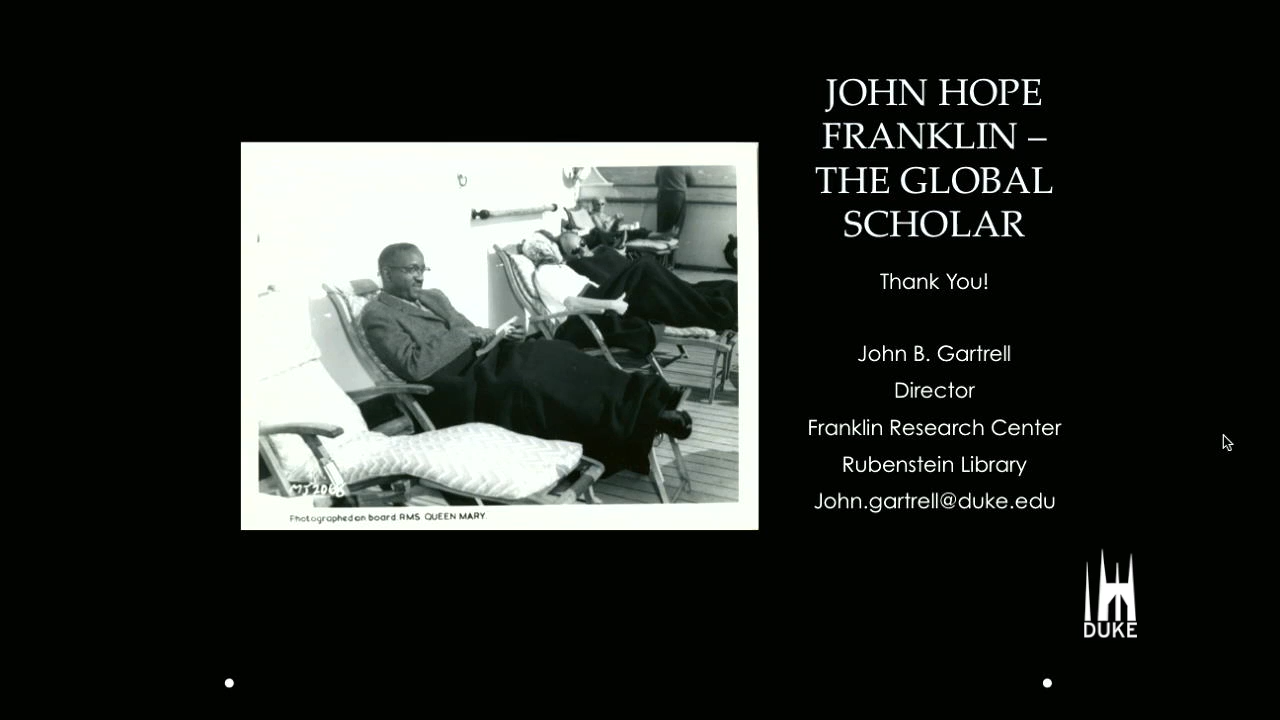 JOHN HOPE
FRANKLIN –
THE GLOBAL
SCHOLAR
Thank You!
John B. Gartrell
Director
Franklin Research Center
Rubenstein Library
John.gartrell@duke.edu
Photographed on board RMS QUEEN MARY.
DUKE